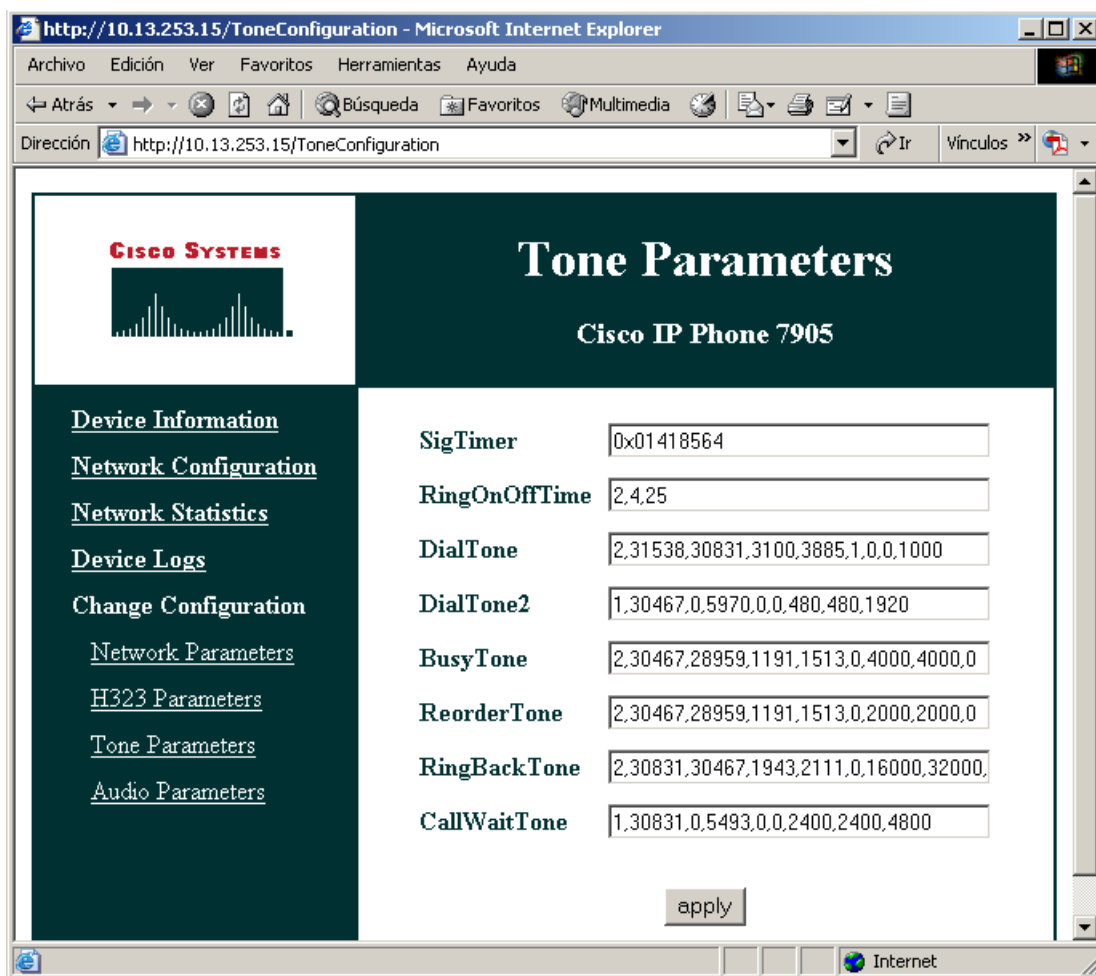 http://10.13.253.15/ToneConfiguration - Microsoft Internet Explorer
Archivo Edición Ver Favoritos Herramientas Ayuda
Atrás Búsqueda Favoritos Multimedia
Dirección http://10.13.253.15/ToneConfiguration Ir Vínculos »
CISCO SYSTEMS
Tone Parameters
Cisco IP Phone 7905
Device Information
Network Configuration
Network Statistics
Device Logs
Change Configuration
Network Parameters
H323 Parameters
Tone Parameters
Audio Parameters
SigTimer 0x01418564
RingOnOffTime 2,4,25
DialTone 2,31538,30831,3100,3885,1,0,0,1000
DialTone2 1,30467,0,5970,0,0,480,480,1920
BusyTone 2,30467,28959,1191,1513,0,4000,4000,0
ReorderTone 2,30467,28959,1191,1513,0,2000,2000,0
RingBackTone 2,30831,30467,1943,2111,0,16000,32000,
CallWaitTone 1,30831,0,5493,0,0,2400,2400,4800
apply
Internet